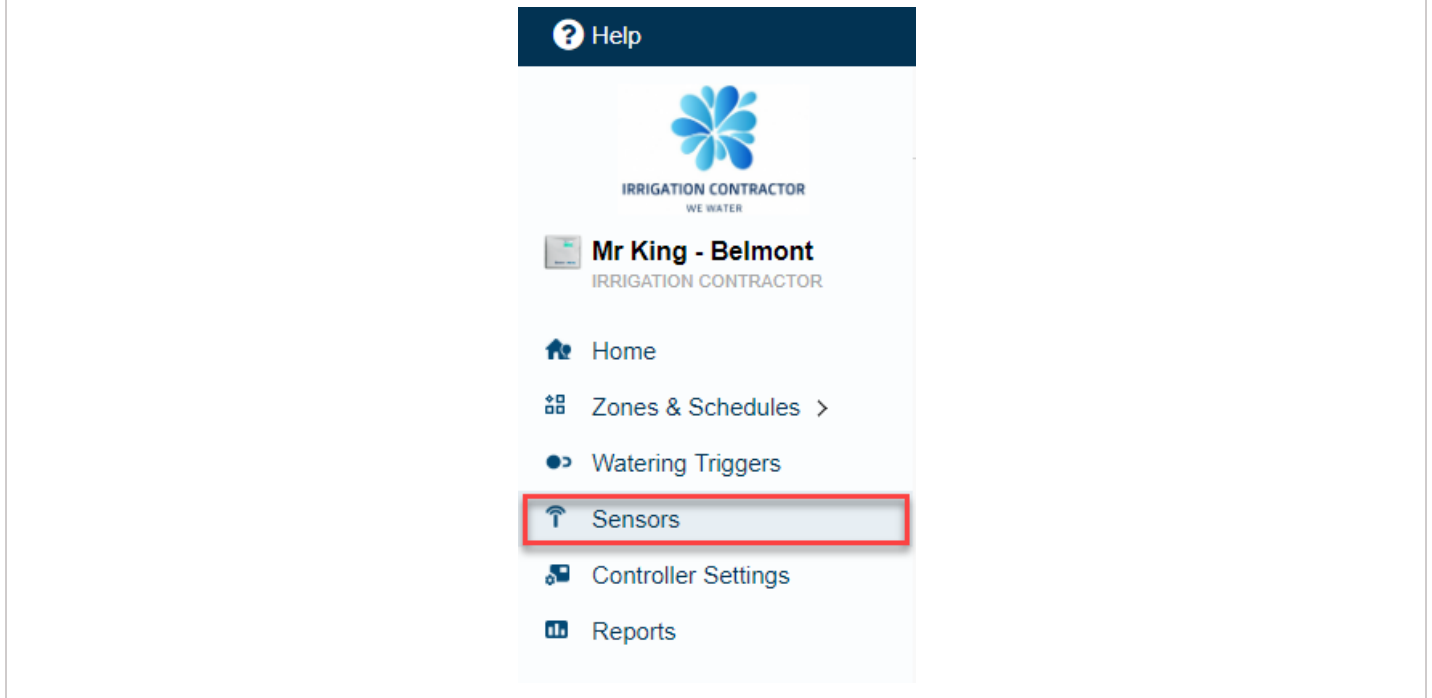 Help
IRRIGATION CONTRACTOR
WE WATER
Mr King - Belmont
IRRIGATION CONTRACTOR
Home
Zones & Schedules >
Watering Triggers
Sensors
Controller Settings
Reports